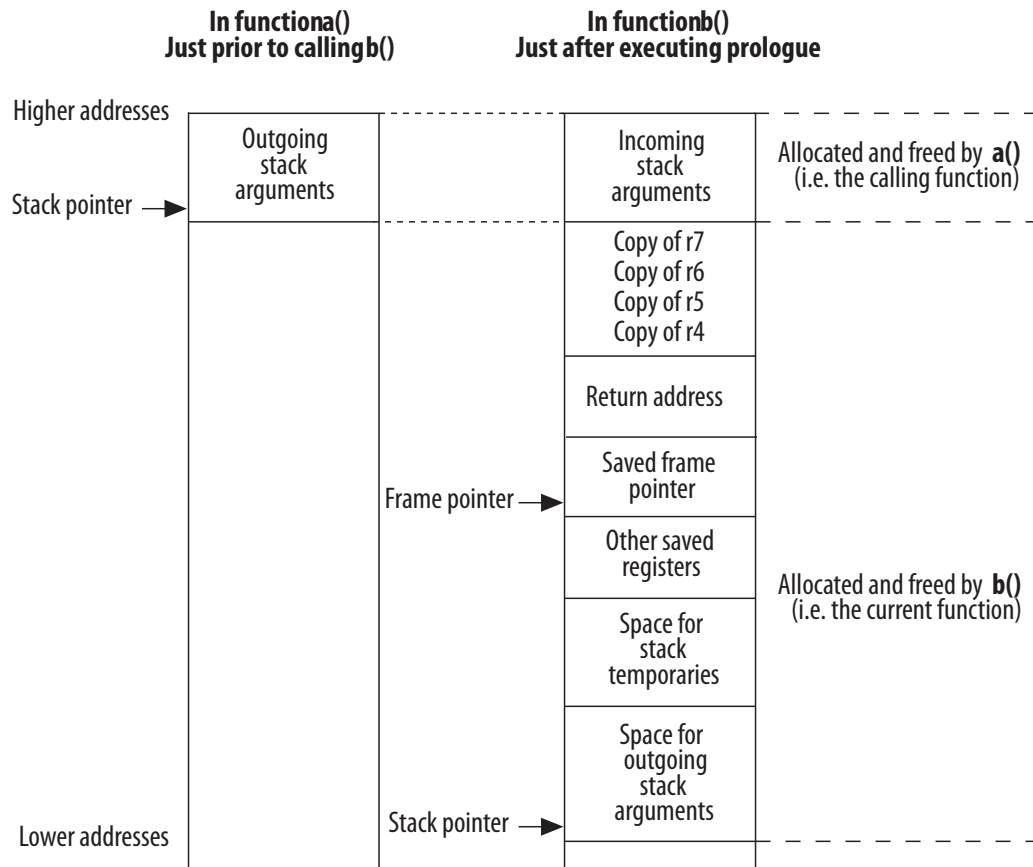 In functiona()
Just prior to callingb()
In functionb()
Just after executing prologue
Higher addresses
Outgoing
stack
arguments
Incoming
stack
arguments
Allocated and freed by a()
(i.e. the calling function)
Stack pointer
Copy of r7
Copy of r6
Copy of r5
Copy of r4
Return address
Saved frame
pointer
Frame pointer
Other saved
registers
Allocated and freed by b()
(i.e. the current function)
Space for
stack
temporaries
Space for
outgoing
stack
arguments
Stack pointer
Lower addresses